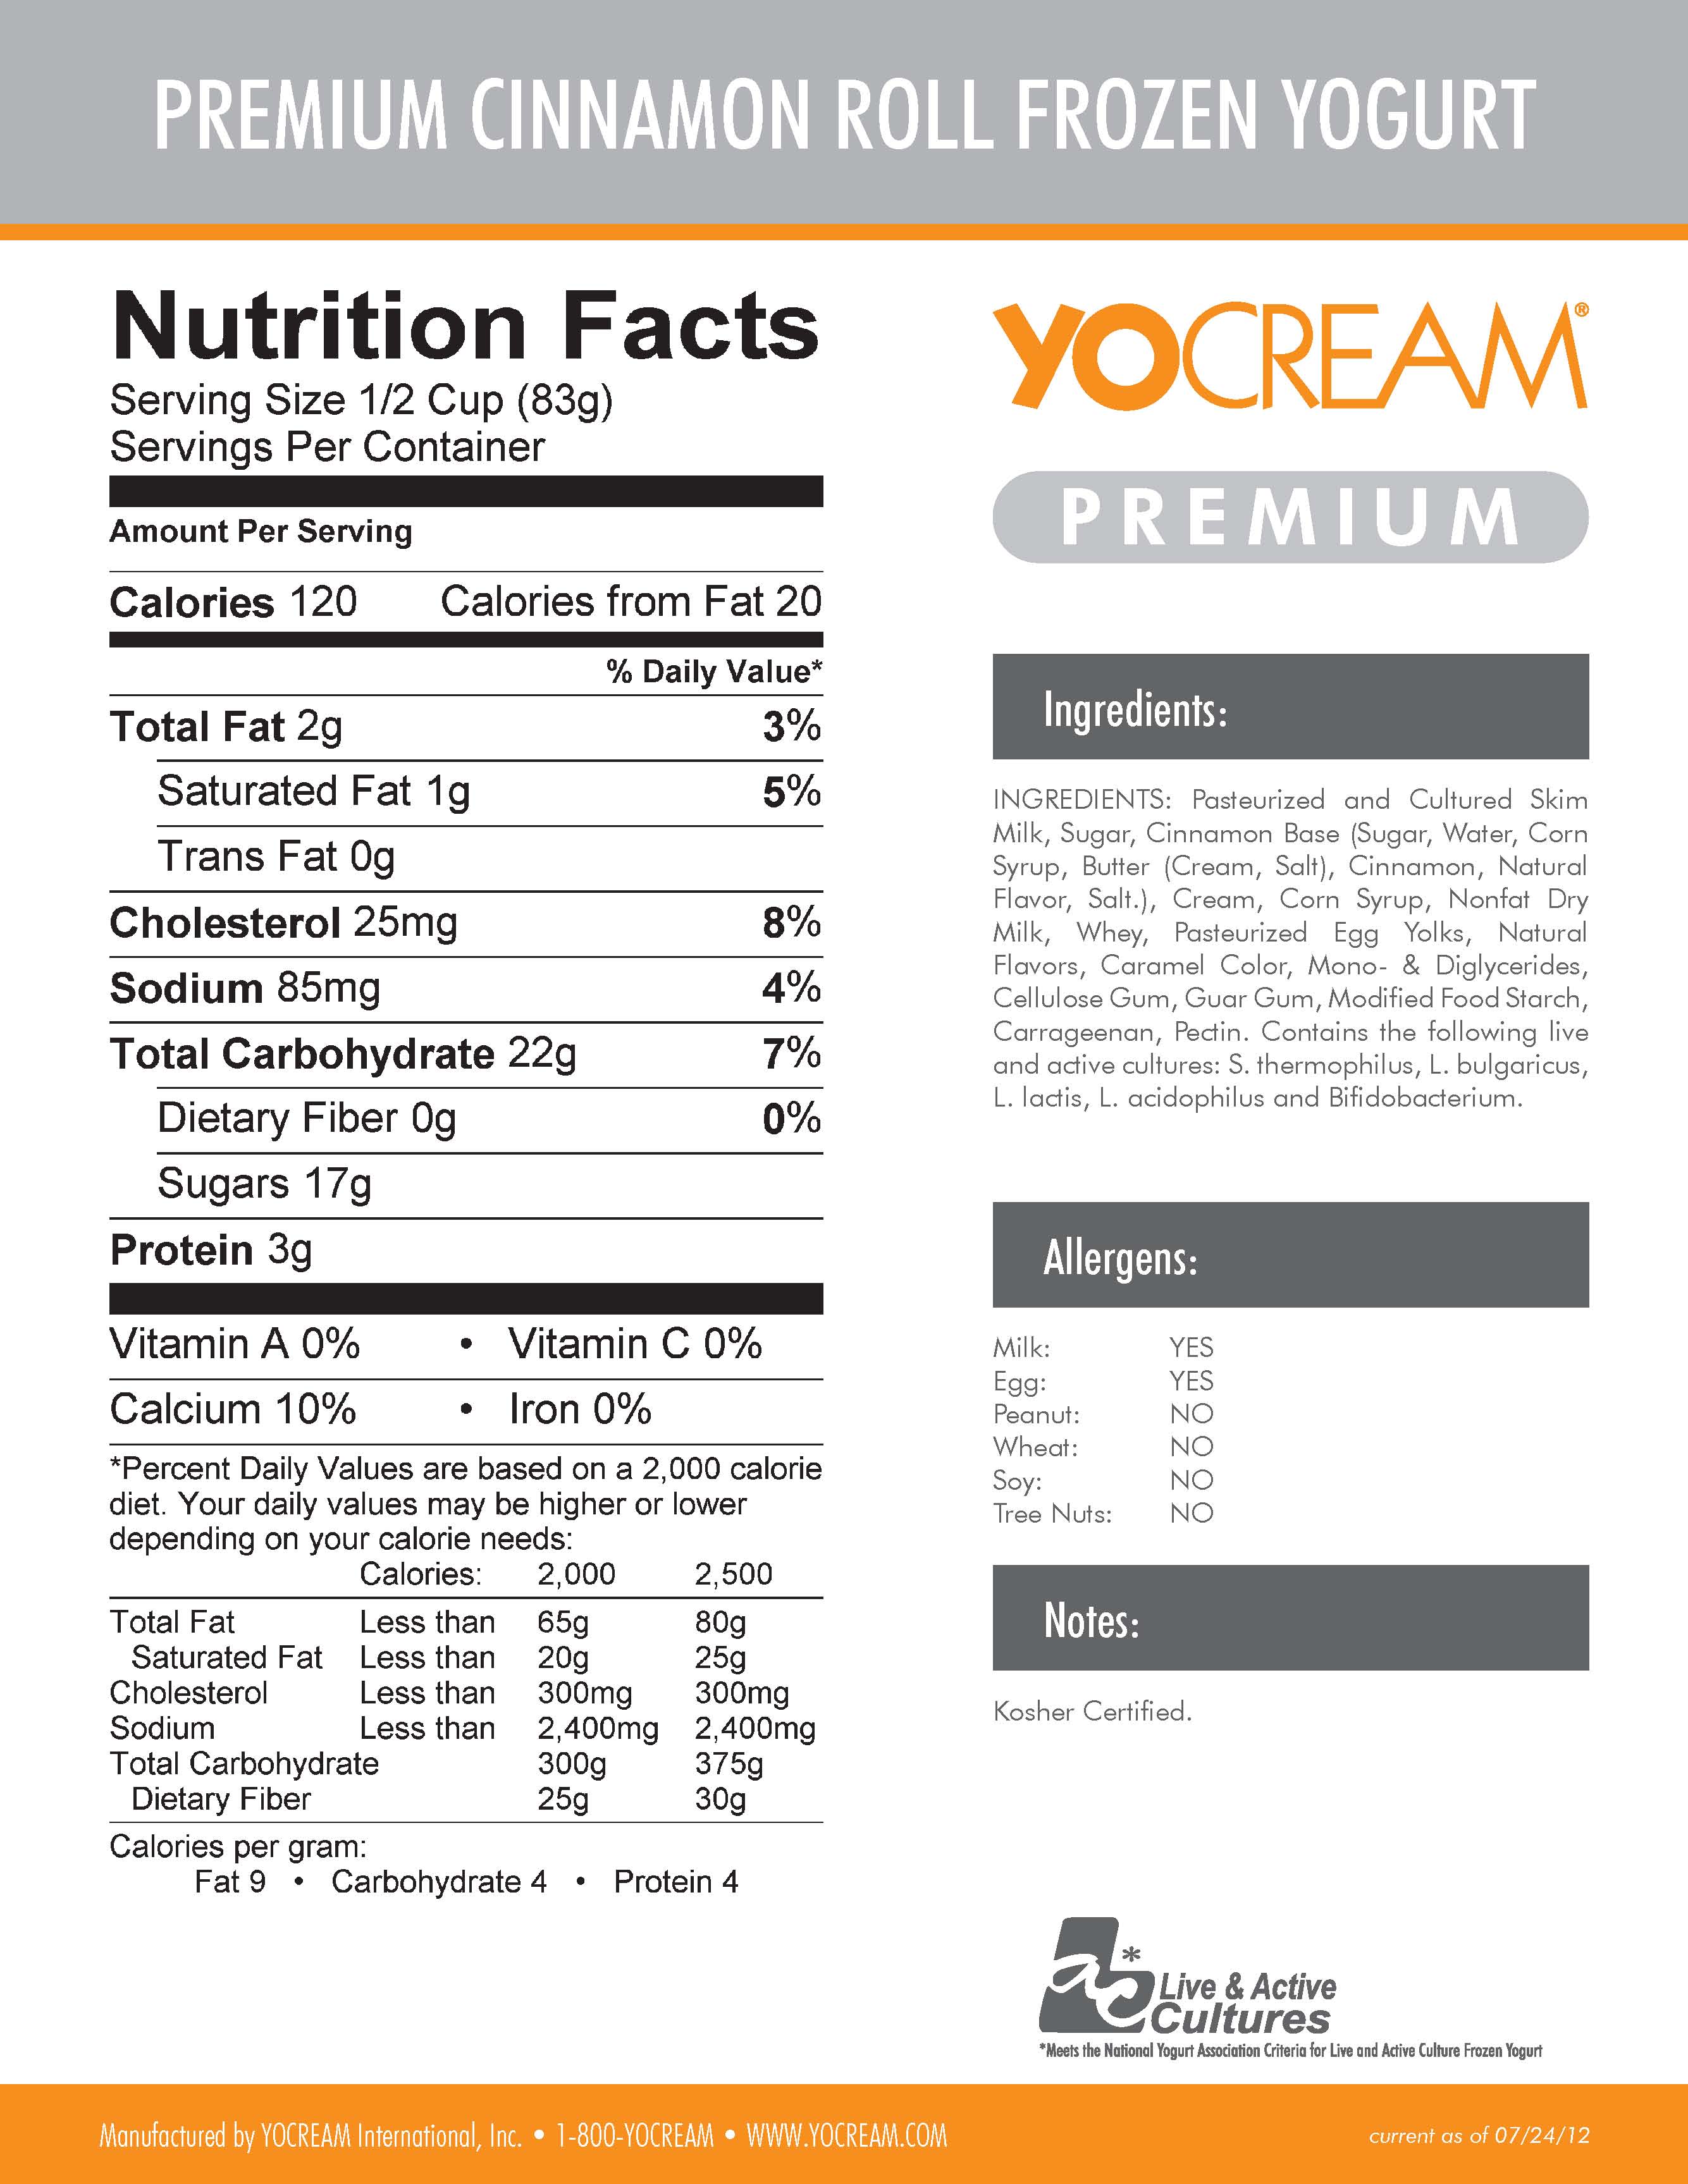 PREMIUM CINNAMON ROLL FROZEN YOGURT
Nutrition Facts
Serving Size 1/2 Cup (83g)
Servings Per Container
Amount Per Serving
Calories 120 Calories from Fat 20
% Daily Value*
Total Fat 2g 3%
Saturated Fat 1g 5%
Trans Fat 0g
Cholesterol 25mg 8%
Sodium 85mg 4%
Total Carbohydrate 22g 7%
Dietary Fiber 0g 0%
Sugars 17g
Protein 3g
Vitamin A 0% • Vitamin C 0%
Calcium 10% • Iron 0%
*Percent Daily Values are based on a 2,000 calorie
diet. Your daily values may be higher or lower
depending on your calorie needs:
Calories: 2,000 2,500
Total Fat Less than 65g 80g
Saturated Fat Less than 20g 25g
Cholesterol Less than 300mg 300mg
Sodium Less than 2,400mg 2,400mg
Total Carbohydrate 300g 375g
Dietary Fiber 25g 30g
Calories per gram:
Fat 9 • Carbohydrate 4 • Protein 4
YOCREAM®
PREMIUM
Ingredients:
INGREDIENTS: Pasteurized and Cultured Skim
Milk, Sugar, Cinnamon Base (Sugar, Water, Corn
Syrup, Butter (Cream, Salt), Cinnamon, Natural
Flavor, Salt.), Cream, Corn Syrup, Nonfat Dry
Milk, Whey, Pasteurized Egg Yolks, Natural
Flavors, Caramel Color, Mono- & Diglycerides,
Cellulose Gum, Guar Gum, Modified Food Starch,
Carrageenan, Pectin. Contains the following live
and active cultures: S. thermophilus, L. bulgaricus,
L. lactis, L. acidophilus and Bifidobacterium.
Allergens:
Milk: YES
Egg: YES
Peanut: NO
Wheat: NO
Soy: NO
Tree Nuts: NO
Notes:
Kosher Certified.
ac*
Live & Active
Cultures
*Meets the National Yogurt Association Criteria for Live and Active Culture Frozen Yogurt
Manufactured by YOCREAM International, Inc. • 1-800-YOCREAM • WWW.YOCREAM.COM
current as of 07/24/12